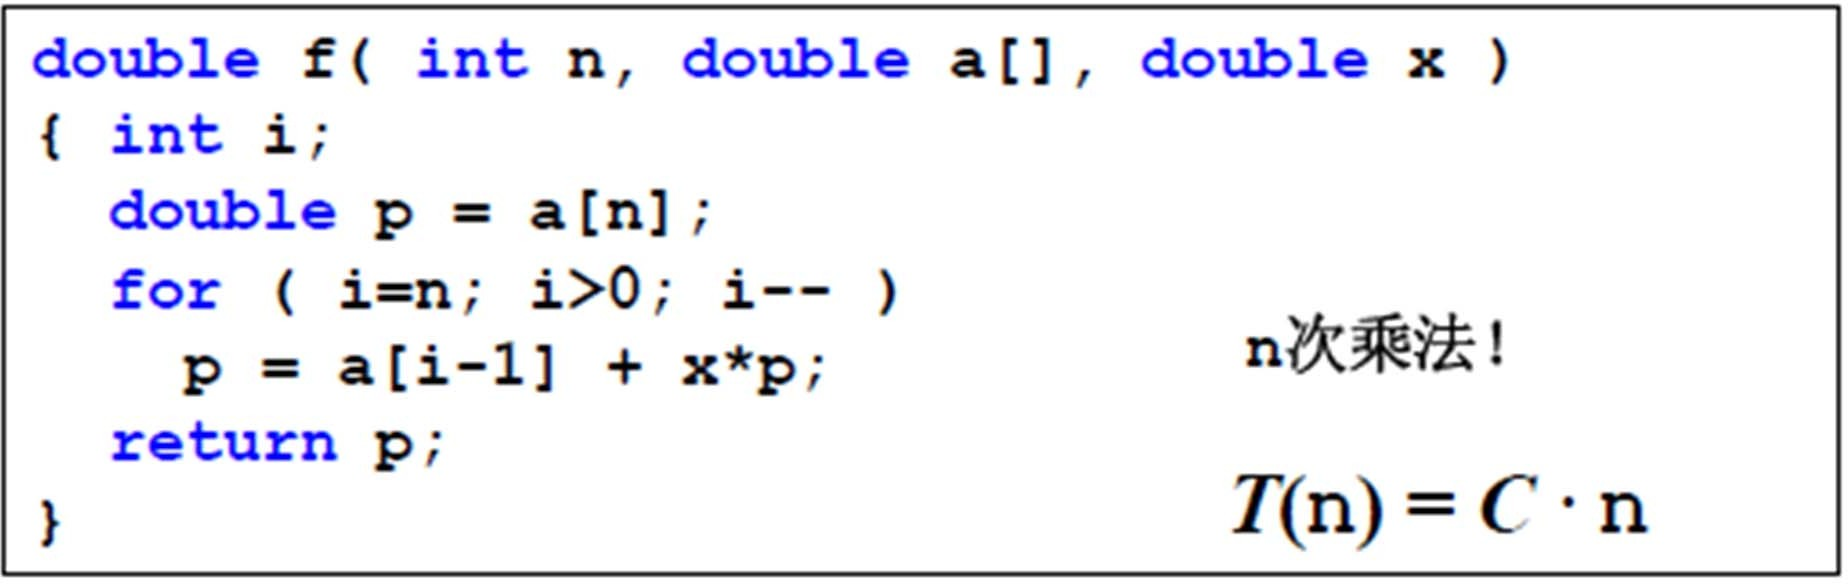 double f( int n, double a[], double x )
{ int i;
double p = a[n];
for ( i=n; i>0; i-- )
p = a[i-1] + x*p;
return p;
}
n次乘法!
T(n) = C · n